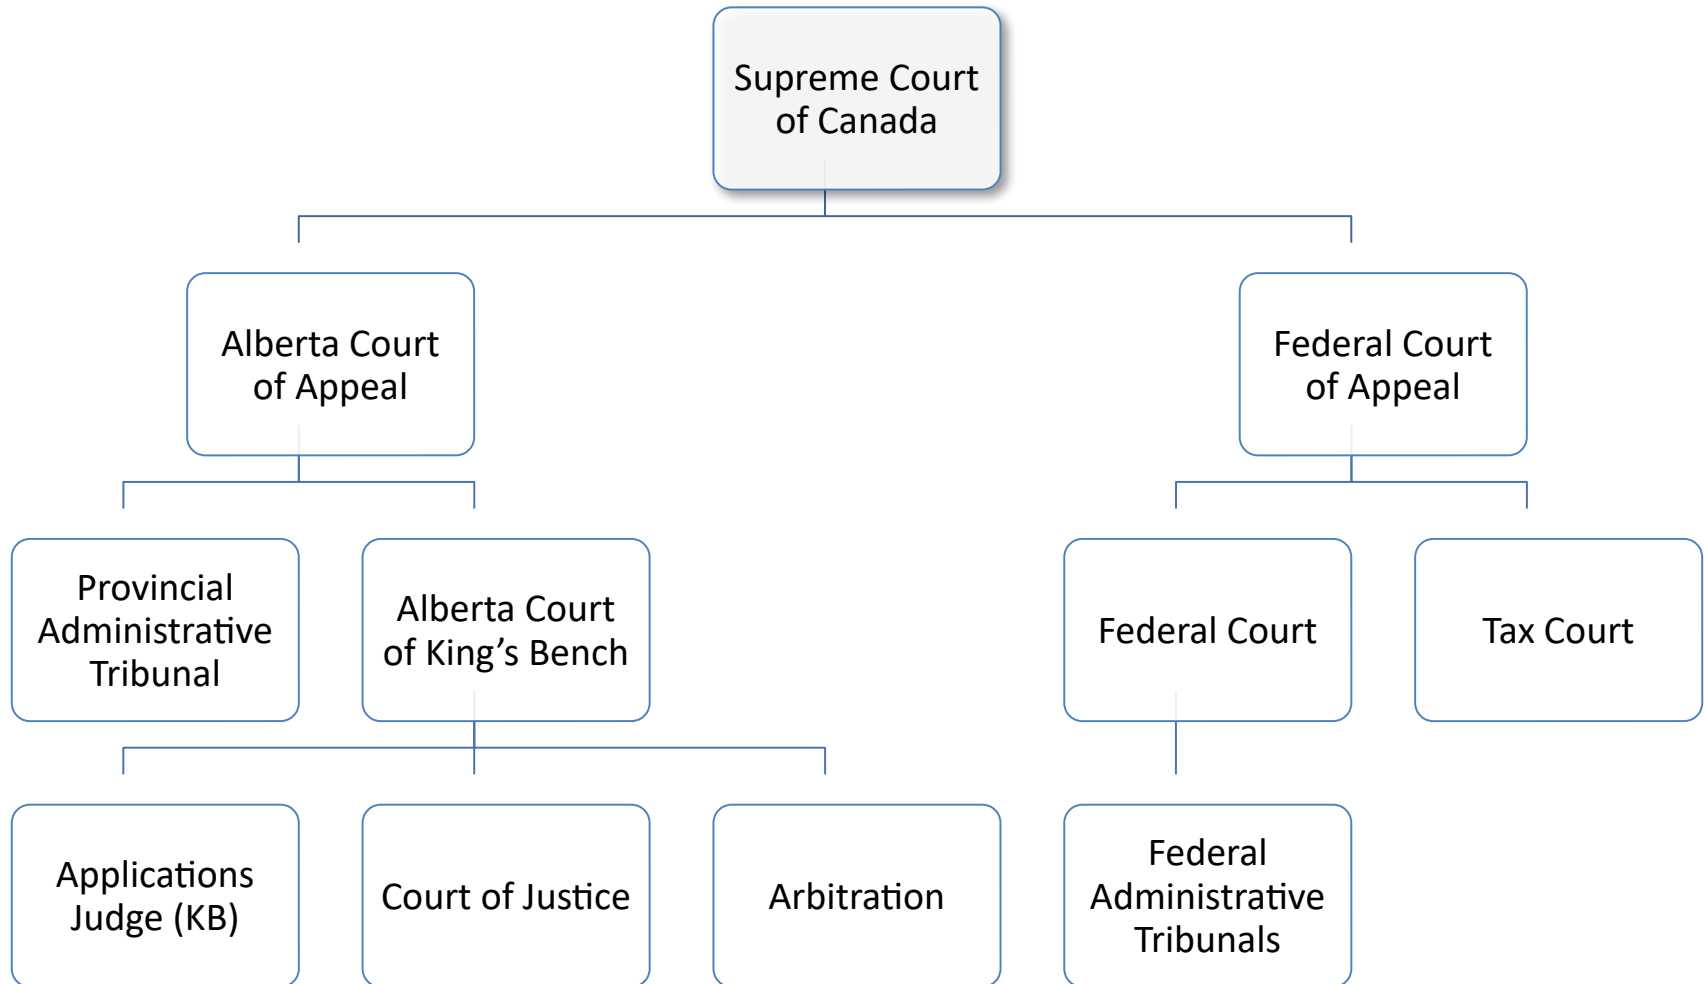 Supreme Court
of Canada
Alberta Court
of Appeal
Federal Court
of Appeal
Provincial
Administrative
Tribunal
Alberta Court
of King’s Bench
Federal Court
Tax Court
Applications
Judge (KB)
Court of Justice
Arbitration
Federal
Administrative
Tribunals